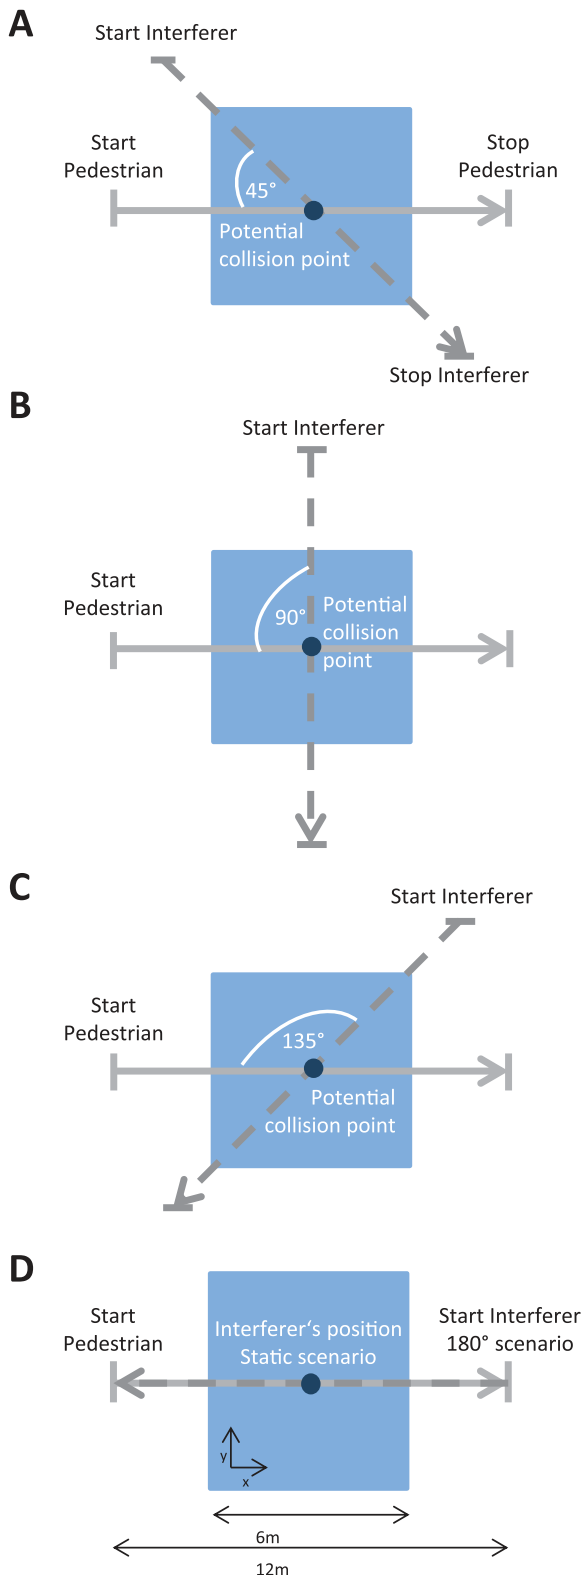 A
Start Interferer
Start
Pedestrian
Stop
Pedestrian
45°
Potential
collision point
Stop Interferer
B
Start Interferer
Start
Pedestrian
90°
Potential
collision
point
C
Start Interferer
Start
Pedestrian
135°
Potential
collision point
D
Start
Pedestrian
Interferer‘s position
Static scenario
Start Interferer
180° scenario
y
x
6m
12m